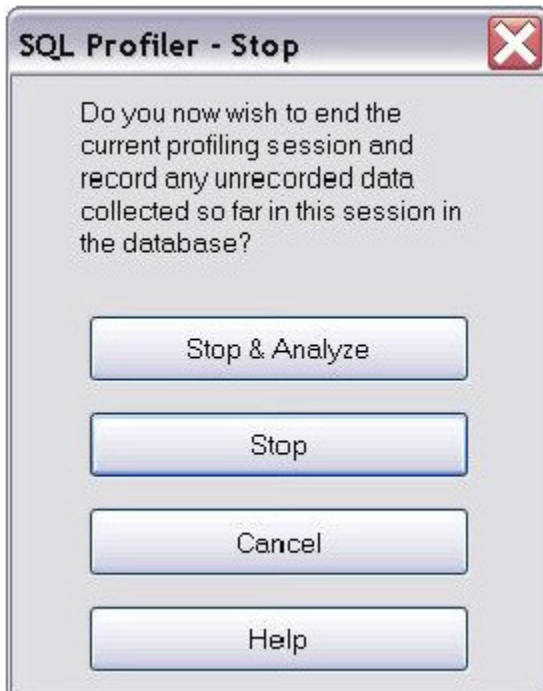 SQL Profiler - Stop
Do you now wish to end the
current profiling session and
record any unrecorded data
collected so far in this session in
the database?
Stop & Analyze
Stop
Cancel
Help